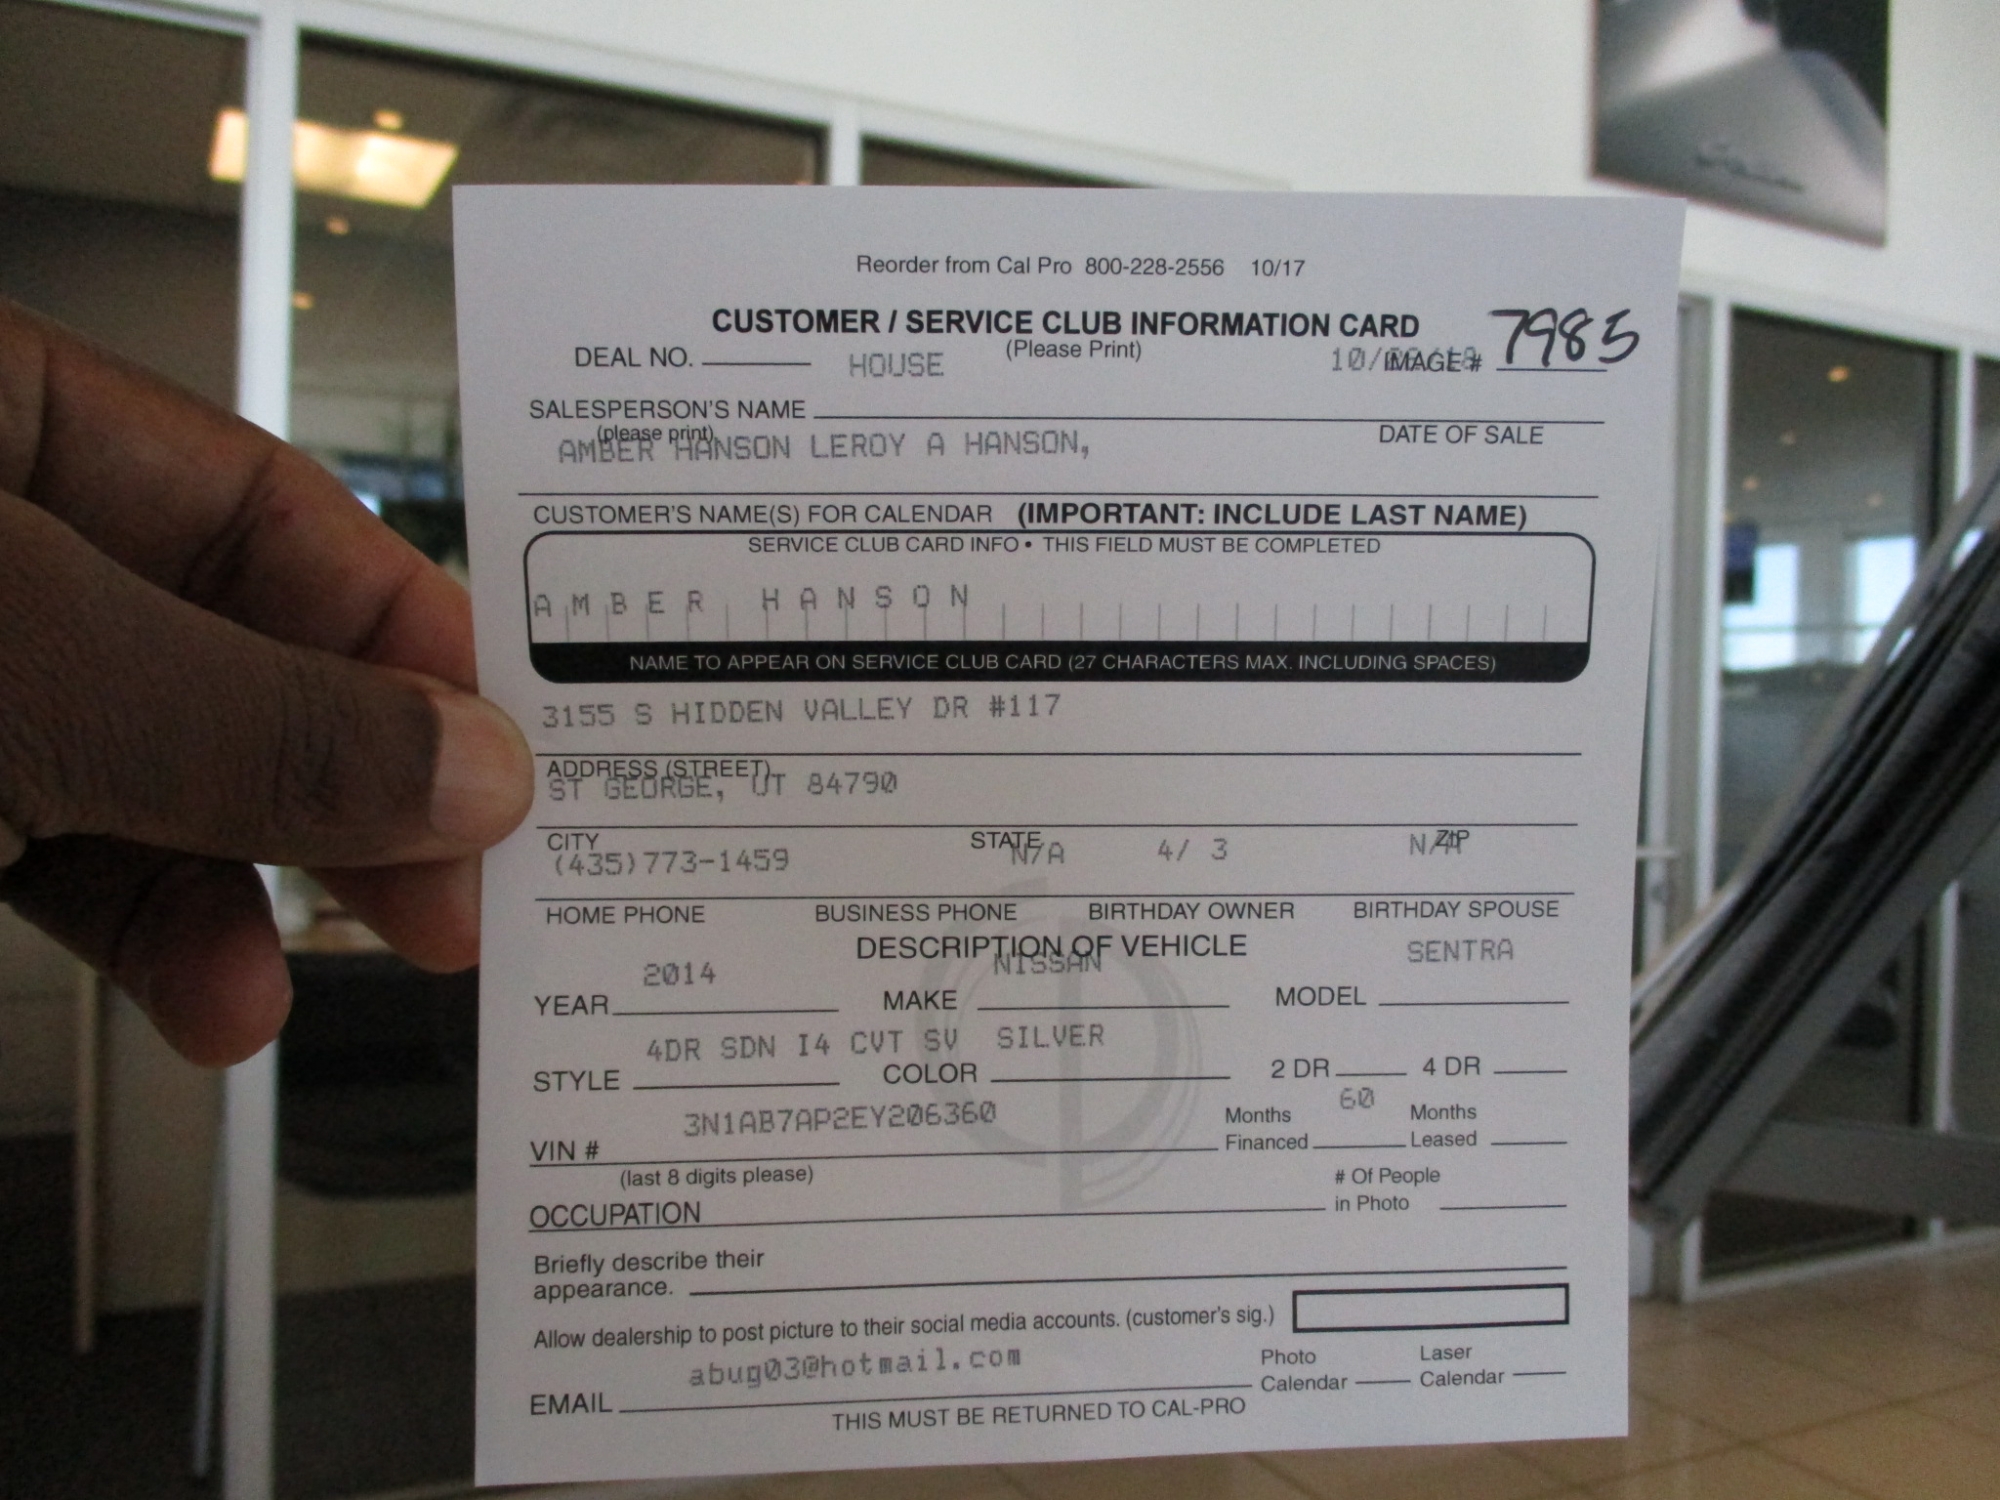 Reorder from Cal Pro 800-228-2556 10/17
CUSTOMER / SERVICE CLUB INFORMATION CARD 7985
(Please Print)
DEAL NO. HOUSE 10/ IMAGE #
SALESPERSON'S NAME
(please print) DATE OF SALE
AMBER HANSON LEROY A HANSON,
CUSTOMER'S NAME(S) FOR CALENDAR (IMPORTANT: INCLUDE LAST NAME)
SERVICE CLUB CARD INFO • THIS FIELD MUST BE COMPLETED
AMBER HANSON
NAME TO APPEAR ON SERVICE CLUB CARD (27 CHARACTERS MAX. INCLUDING SPACES)
3155 S HIDDEN VALLEY DR #117
ADDRESS (STREET)
ST GEORGE, UT 84790
CITY STATE ZIP
(435)773-1459 N/A 4/ 3 N/A
HOME PHONE BUSINESS PHONE BIRTHDAY OWNER BIRTHDAY SPOUSE
DESCRIPTION OF VEHICLE
2014 NISSAN SENTRA
YEAR MAKE MODEL
4DR SDN I4 CVT SV SILVER
STYLE COLOR 2 DR 4 DR
3N1AB7AP2EY206360 60
VIN # Months Financed Months Leased
(last 8 digits please)
OCCUPATION # Of People in Photo
Briefly describe their
appearance.
Allow dealership to post picture to their social media accounts. (customer's sig.)
abug03@hotmail.com
EMAIL Photo Calendar Laser Calendar
THIS MUST BE RETURNED TO CAL-PRO